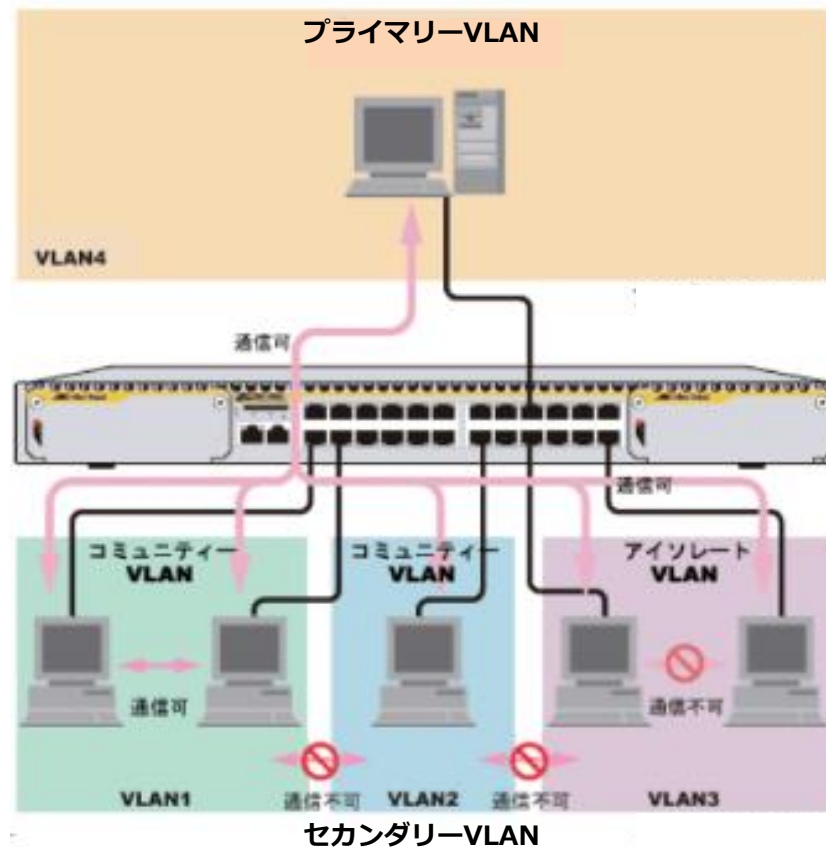 プライマリーVLAN
VLAN4
通信可
通信可
コミュニティー
VLAN
コミュニティー
VLAN
アイソレート
VLAN
通信可
通信不可
VLAN1
通信不可
VLAN2
通信不可
VLAN3
セカンダリーVLAN